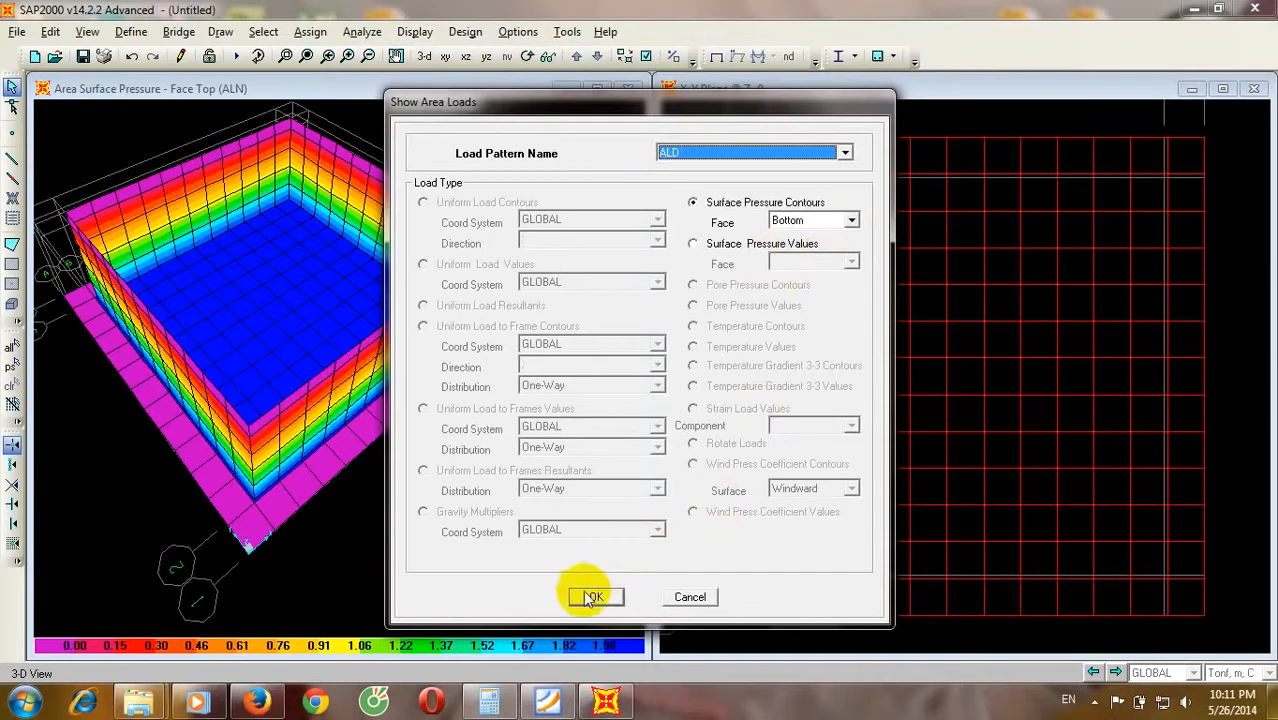 SAP2000 v14.2.2 Advanced - (Untitled)
File Edit View Define Bridge Draw Select Assign Analyze Display Design Options Tools Help
3-d xy xz yz nv nd
Area Surface Pressure - Face Top (ALN)
Show Area Loads
Load Pattern Name ALD
Load Type
Uniform Load Contours
Coord System GLOBAL
Direction
Uniform Load Values
Coord System GLOBAL
Uniform Load Resultants
Uniform Load to Frame Contours
Coord System GLOBAL
Direction
Distribution One-Way
Uniform Load to Frames Values
Coord System GLOBAL
Distribution One-Way
Uniform Load to Frames Resultants
Distribution One-Way
Gravity Multipliers
Coord System GLOBAL
Surface Pressure Contours
Face Bottom
Surface Pressure Values
Face
Pore Pressure Contours
Pore Pressure Values
Temperature Contours
Temperature Values
Temperature Gradient 3-3 Contours
Temperature Gradient 3-3 Values
Strain Load Values
Component
Rotate Loads
Wind Press Coefficient Contours
Surface Windward
Wind Press Coefficient Values
OK Cancel
all
ps
clr
0.00 0.15 0.30 0.46 0.61 0.76 0.91 1.06 1.22 1.37 1.52 1.67 1.82 1.98
3-D View
GLOBAL Tonf, m, C
EN
10:11 PM
5/26/2014